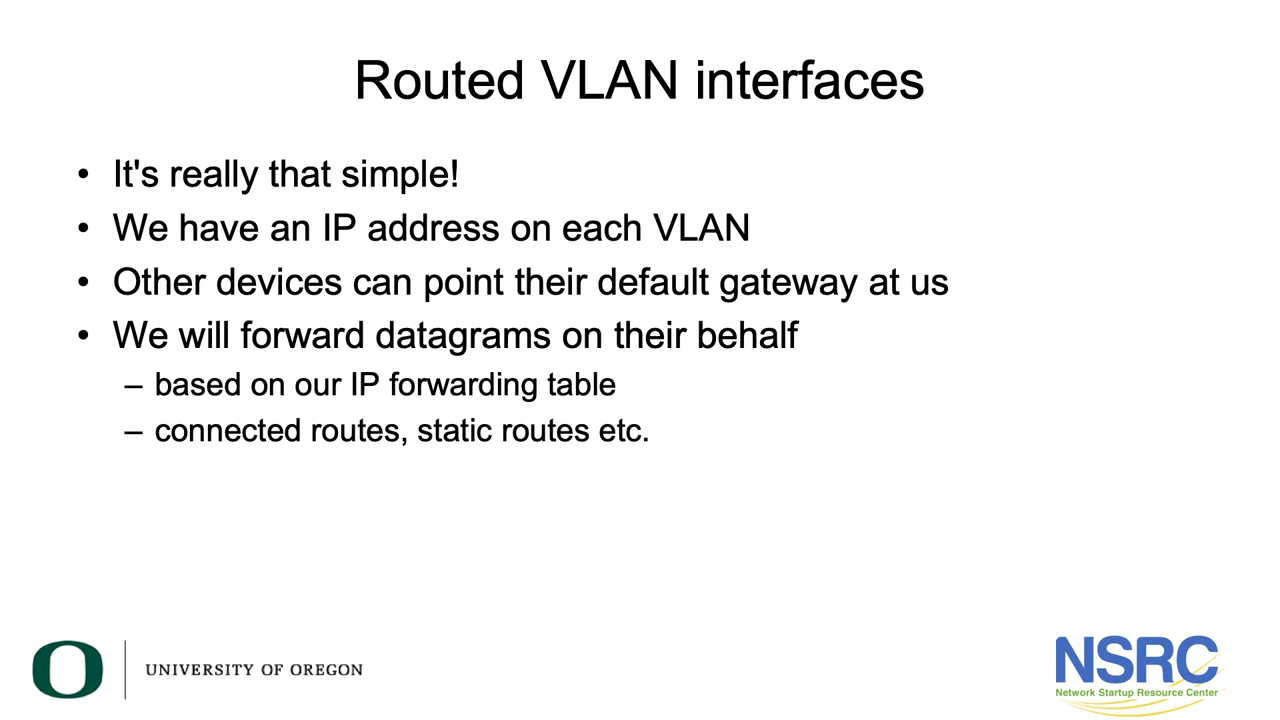 Routed VLAN interfaces
• It's really that simple!
• We have an IP address on each VLAN
• Other devices can point their default gateway at us
• We will forward datagrams on their behalf
– based on our IP forwarding table
– connected routes, static routes etc.
O
UNIVERSITY OF OREGON
NSRC
Network Startup Resource Center